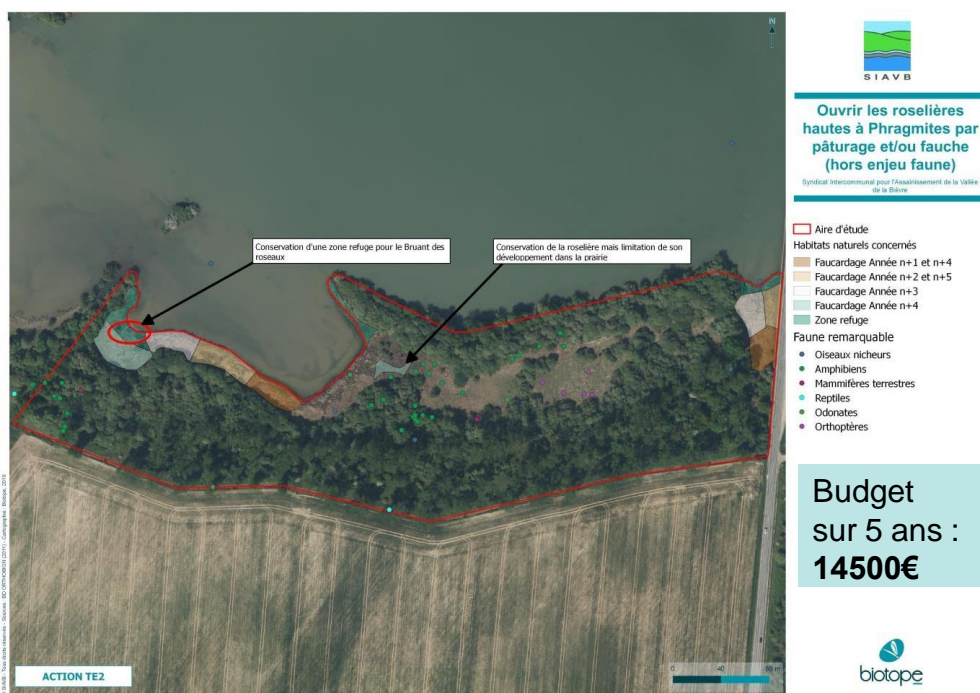 N
Conservation d'une zone refuge pour le Bruant des
roseaux
Conservation de la roselière mais limitation de son
développement dans la prairie
ACTION TE2
0 40 80 m
SIAVB
Ouvrir les roselières
hautes à Phragmites par
pâturage et/ou fauche
(hors enjeu faune)
Syndicat Intercommunal pour l'Assainissement de la Vallée
de la Bièvre
Aire d'étude
Habitats naturels concernés
Faucardage Année n+1 et n+4
Faucardage Année n+2 et n+5
Faucardage Année n+3
Faucardage Année n+4
Zone refuge
Faune remarquable
Oiseaux nicheurs
Amphibiens
Mammifères terrestres
Reptiles
Odonates
Orthoptères
Budget
sur 5 ans :
14500€
biotope